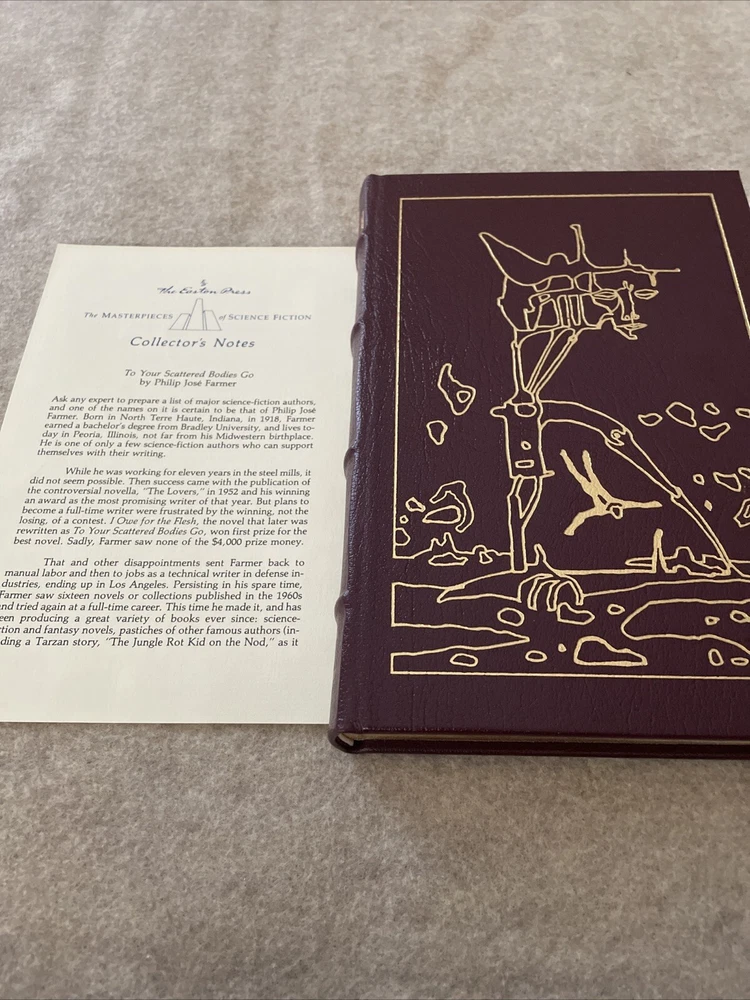 The Easton Press
The MASTERPIECES of SCIENCE FICTION
Collector's Notes
To Your Scattered Bodies Go
by Philip José Farmer
Ask any expert to prepare a list of major science-fiction authors,
and one of the names on it is certain to be that of Philip José
Farmer. Born in North Terre Haute, Indiana, in 1918, Farmer
earned a bachelor's degree from Bradley University, and lives to-
day in Peoria, Illinois, not far from his Midwestern birthplace.
He is one of only a few science-fiction authors who can support
themselves with their writing.
While he was working for eleven years in the steel mills, it
did not seem possible. Then success came with the publication of
the controversial novella, "The Lovers," in 1952 and his winning
an award as the most promising writer of that year. But plans to
become a full-time writer were frustrated by the winning, not the
losing, of a contest. I Owe for the Flesh, the novel that later was
rewritten as To Your Scattered Bodies Go, won first prize for the
best novel. Sadly, Farmer saw none of the $4,000 prize money.
That and other disappointments sent Farmer back to
manual labor and then to jobs as a technical writer in defense in-
dustries, ending up in Los Angeles. Persisting in his spare time,
Farmer saw sixteen novels or collections published in the 1960s
nd tried again at a full-time career. This time he made it, and has
een producing a great variety of books ever since: science-
ction and fantasy novels, pastiches of other famous authors (in-
ding a Tarzan story, "The Jungle Rot Kid on the Nod," as it